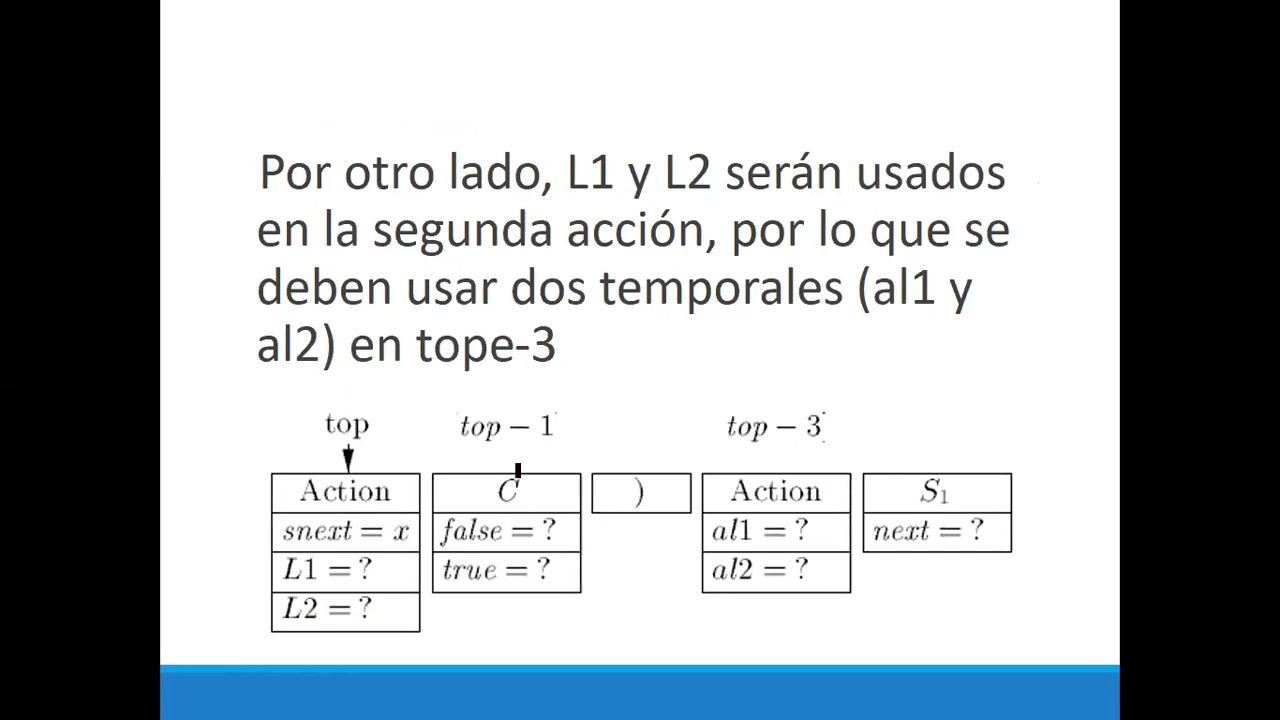 Por otro lado, L1 y L2 serán usados
en la segunda acción, por lo que se
deben usar dos temporales (al1 y
al2) en tope-3
top top − 1 top − 3
Action C ) Action S₁
snext = x false = ? al1 = ? next = ?
L1 = ? true = ? al2 = ?
L2 = ?